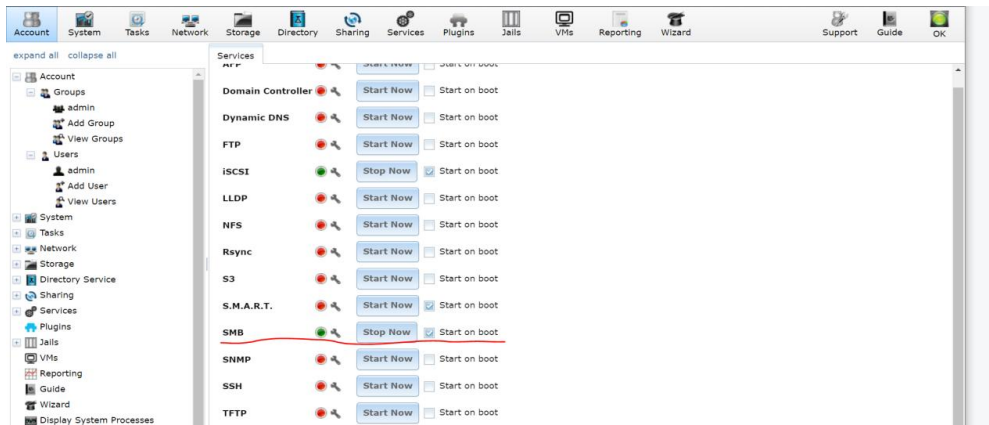 Account System Tasks Network Storage Directory Sharing Services Plugins Jails VMs Reporting Wizard Support Guide OK
expand all collapse all
Account
Groups
admin
Add Group
View Groups
Users
admin
Add User
View Users
System
Tasks
Network
Storage
Directory Service
Sharing
Services
Plugins
Jails
VMs
Reporting
Guide
Wizard
Display System Processes
Services
AFP Start Now Start on boot
Domain Controller Start Now Start on boot
Dynamic DNS Start Now Start on boot
FTP Start Now Start on boot
iSCSI Stop Now Start on boot
LLDP Start Now Start on boot
NFS Start Now Start on boot
Rsync Start Now Start on boot
S3 Start Now Start on boot
S.M.A.R.T. Start Now Start on boot
SMB Stop Now Start on boot
SNMP Start Now Start on boot
SSH Start Now Start on boot
TFTP Start Now Start on boot